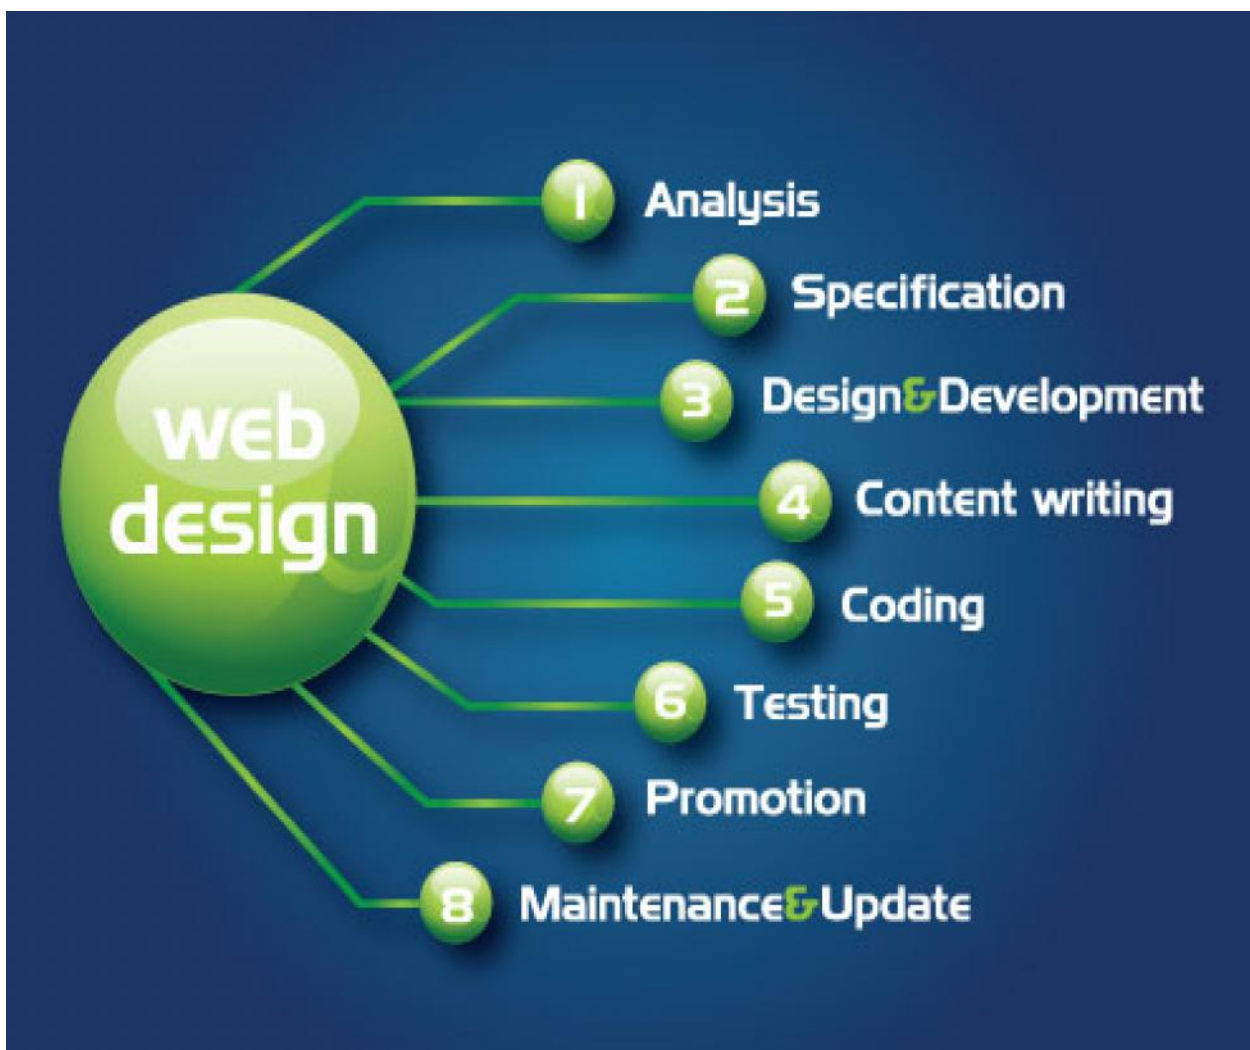 web
design
1 Analysis
2 Specification
3 Design&Development
4 Content writing
5 Coding
6 Testing
7 Promotion
8 Maintenance&Update